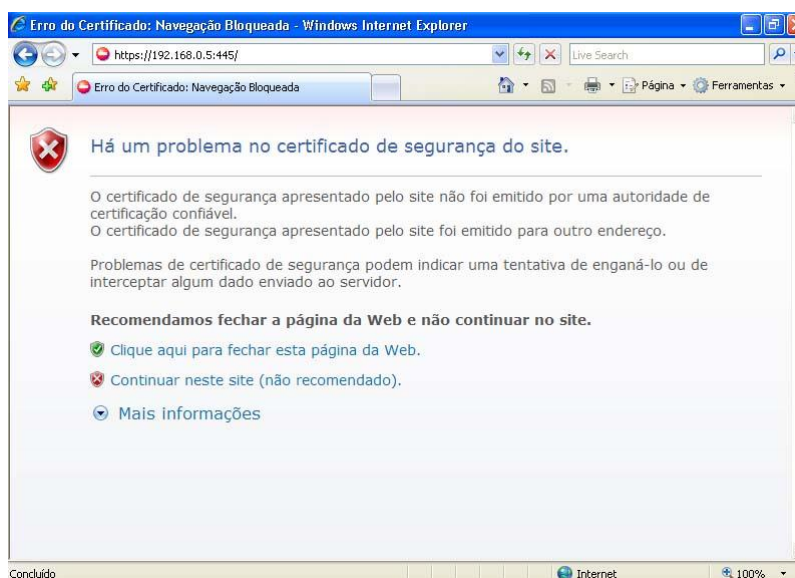 Erro do Certificado: Navegação Bloqueada - Windows Internet Explorer
https://192.168.0.5:445/
Live Search
Erro do Certificado: Navegação Bloqueada
Página
Ferramentas
Há um problema no certificado de segurança do site.
O certificado de segurança apresentado pelo site não foi emitido por uma autoridade de
certificação confiável.
O certificado de segurança apresentado pelo site foi emitido para outro endereço.
Problemas de certificado de segurança podem indicar uma tentativa de enganá-lo ou de
interceptar algum dado enviado ao servidor.
Recomendamos fechar a página da Web e não continuar no site.
Clique aqui para fechar esta página da Web.
Continuar neste site (não recomendado).
Mais informações
Concluído
Internet
100%